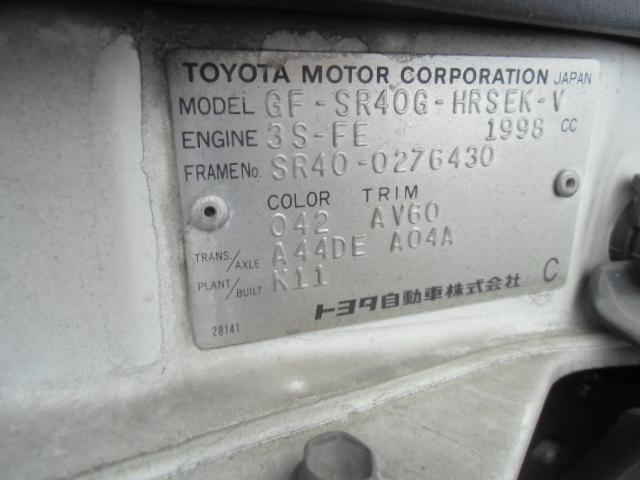 TOYOTA MOTOR CORPORATION JAPAN
MODEL GF-SR40G-HRSEK-V
ENGINE 3S-FE 1998 CC
FRAME No. SR40-0276430
COLOR TRIM
042 AV60
TRANS./AXLE A44DE A04A
PLANT/BUILT K11
C
トヨタ自動車株式会社
28141